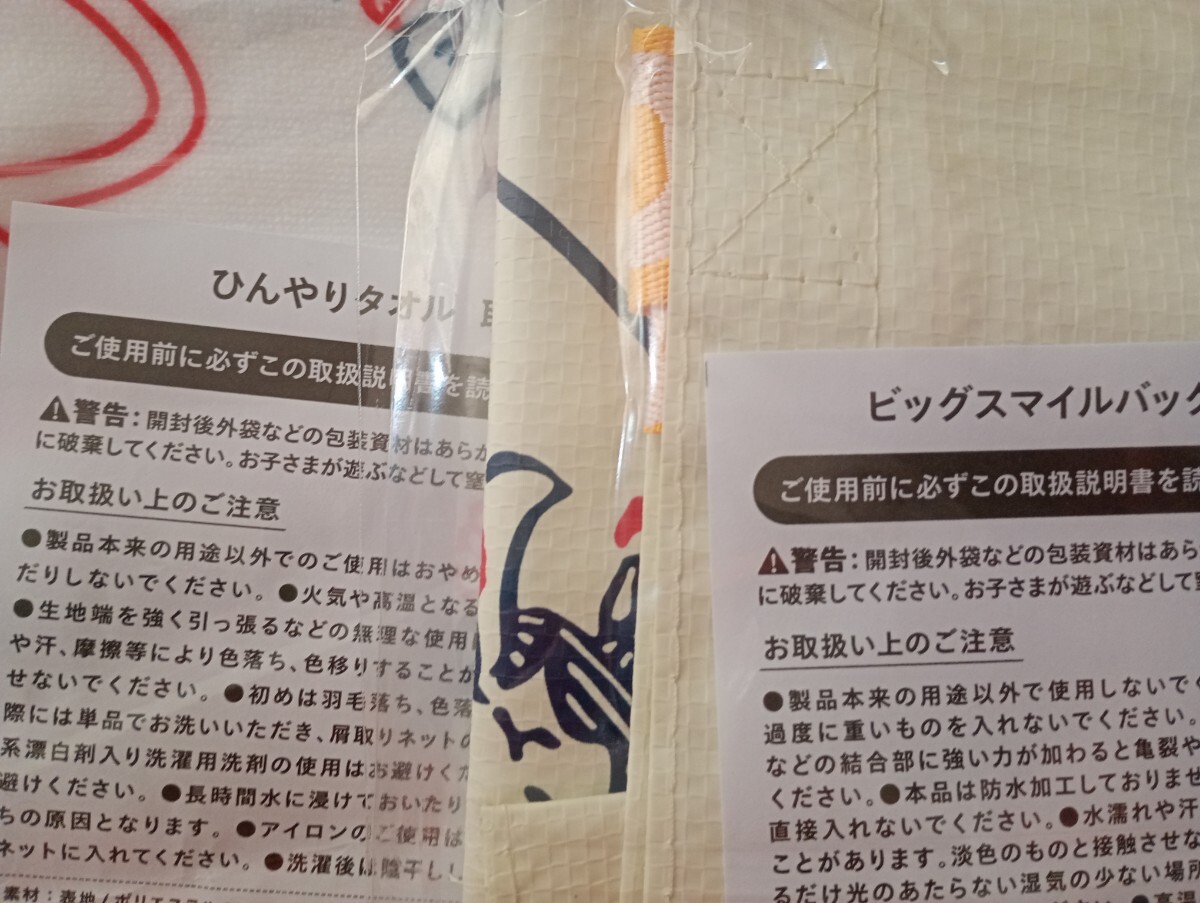 ひんやりタオル
ご使用前に必ずこの取扱説明書を読
警告：開封後外袋などの包装資材はあらか
に破棄してください。お子さまが遊ぶなどして窒
お取扱い上のご注意
●製品本来の用途以外でのご使用はおやめ
だりしないでください。●火気や高温となる
●生地端を強く引っ張るなどの無理な使用
や汗、摩擦等により色落ち、色移りすることが
せないでください。●初めは羽毛落ち、色落
際には単品でお洗いいただき、屑取りネットの
系漂白剤入り洗濯用洗剤の使用はお避けくだ
避けください。●長時間水に浸けておいたり
ちの原因となります。●アイロンのご使用は
ネットに入れてください。●洗濯後は陰干しし
素材：表地/ポリエステル
ビッグスマイルバッグ
ご使用前に必ずこの取扱説明書を読
警告：開封後外袋などの包装資材はあら
に破棄してください。お子さまが遊ぶなどして窒
お取扱い上のご注意
●製品本来の用途以外で使用しないでく
過度に重いものを入れないでください。
などの結合部に強い力が加わると亀裂や
ください。●本品は防水加工しておりませ
直接入れないでください。●水濡れや汗
ことがあります。淡色のものと接触させな
るだけ光のあたらない湿気の少ない場所
●高温